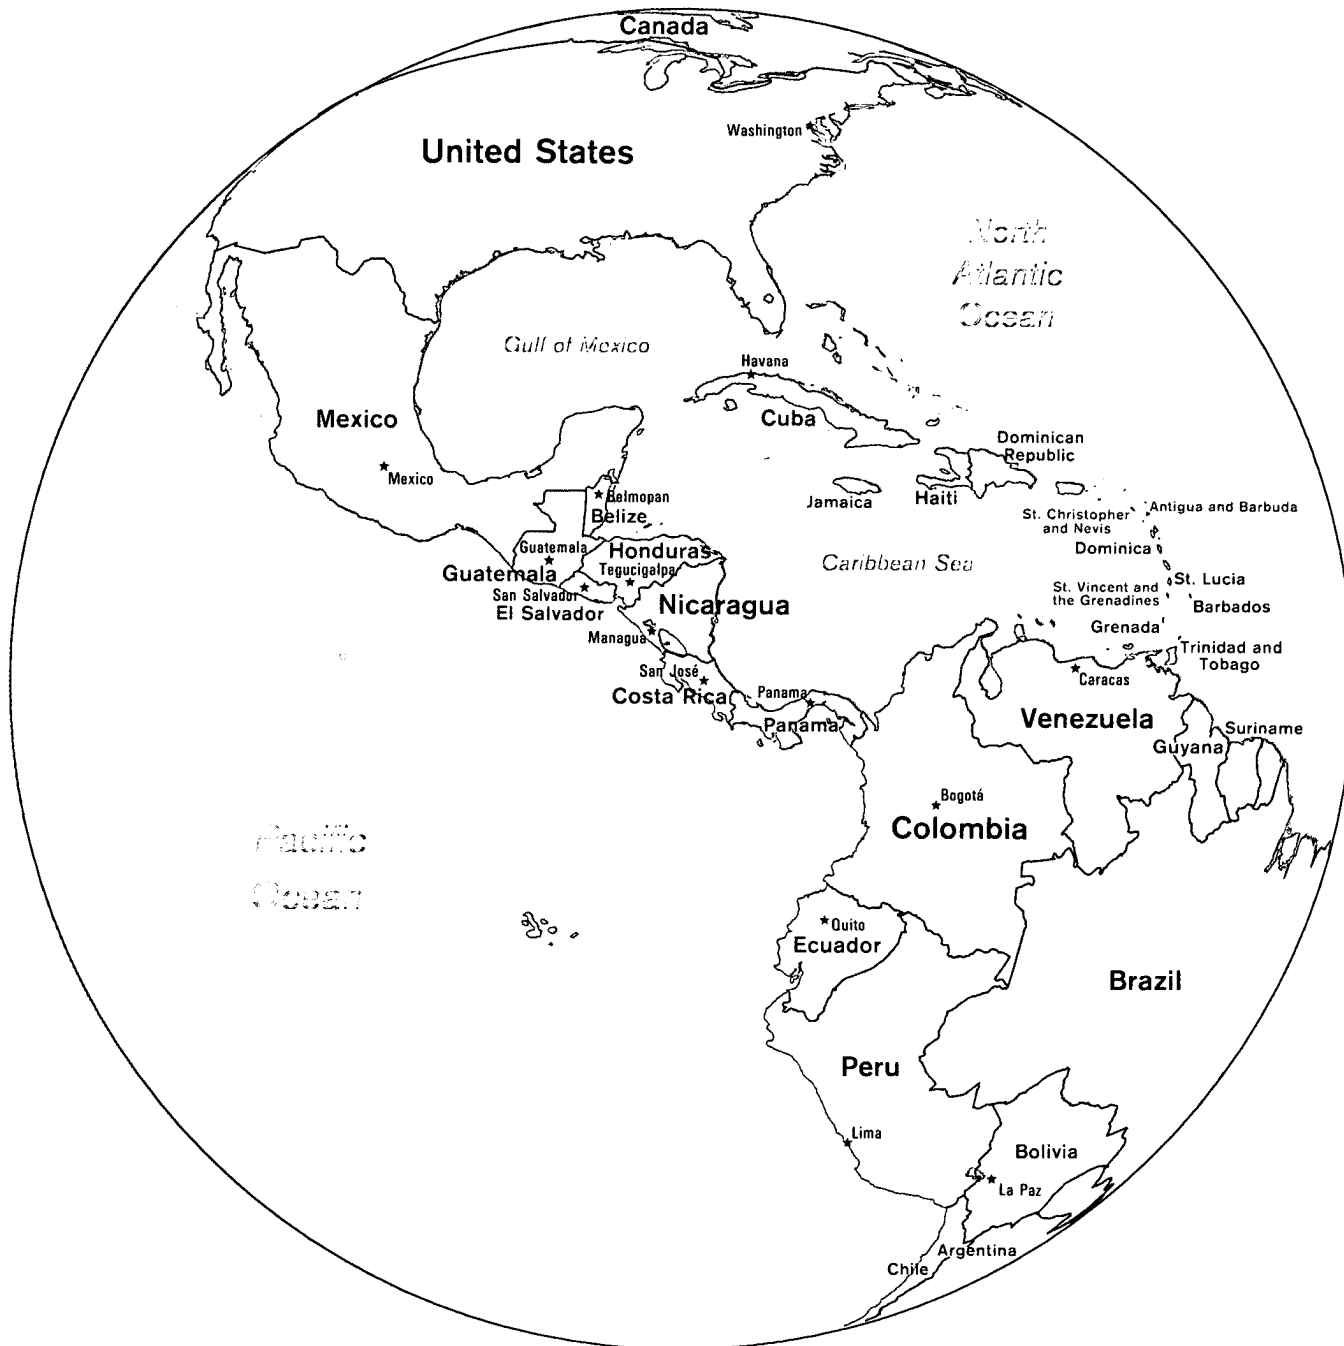 Canada
Washington
United States
North
Atlantic
Ocean
Gulf of Mexico
Havana
Cuba
Mexico
Mexico
Dominican
Republic
Haiti
Jamaica
Belmopan
Belize
St. Christopher
and Nevis
Antigua and Barbuda
Dominica
Caribbean Sea
Guatemala
Guatemala
Honduras
Tegucigalpa
San Salvador
El Salvador
Nicaragua
St. Lucia
St. Vincent and
the Grenadines
Barbados
Grenada
Managua
Trinidad and
Tobago
San José
Costa Rica
Caracas
Panama
Panama
Venezuela
Suriname
Guyana
Bogotá
Colombia
Pacific
Ocean
Quito
Ecuador
Brazil
Peru
Lima
Bolivia
La Paz
Argentina
Chile